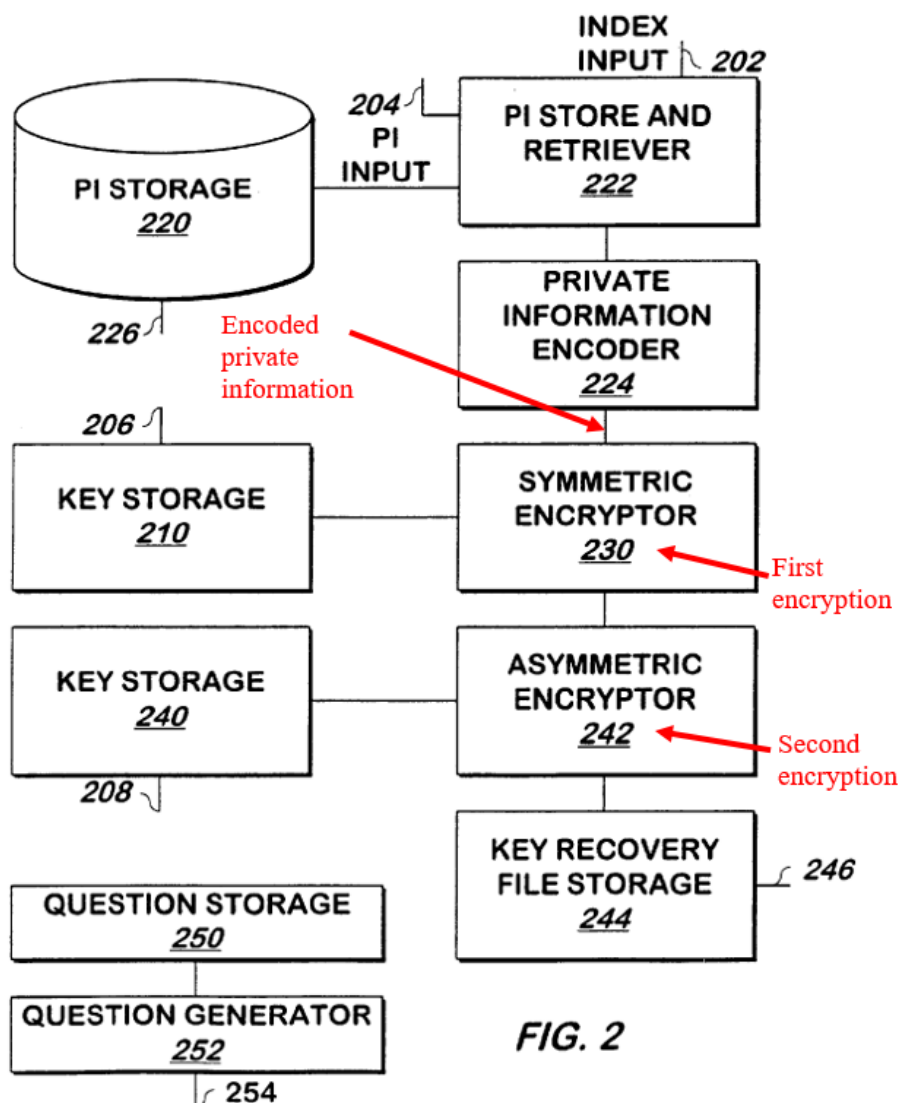 INDEX
INPUT
202
204
PI
INPUT
PI STORE AND
RETRIEVER
222
PI STORAGE
220
226
PRIVATE
INFORMATION
ENCODER
224
Encoded
private
information
206
KEY STORAGE
210
SYMMETRIC
ENCRYPTOR
230
First
encryption
KEY STORAGE
240
208
ASYMMETRIC
ENCRYPTOR
242
Second
encryption
KEY RECOVERY
FILE STORAGE
244
246
QUESTION STORAGE
250
QUESTION GENERATOR
252
254
FIG. 2